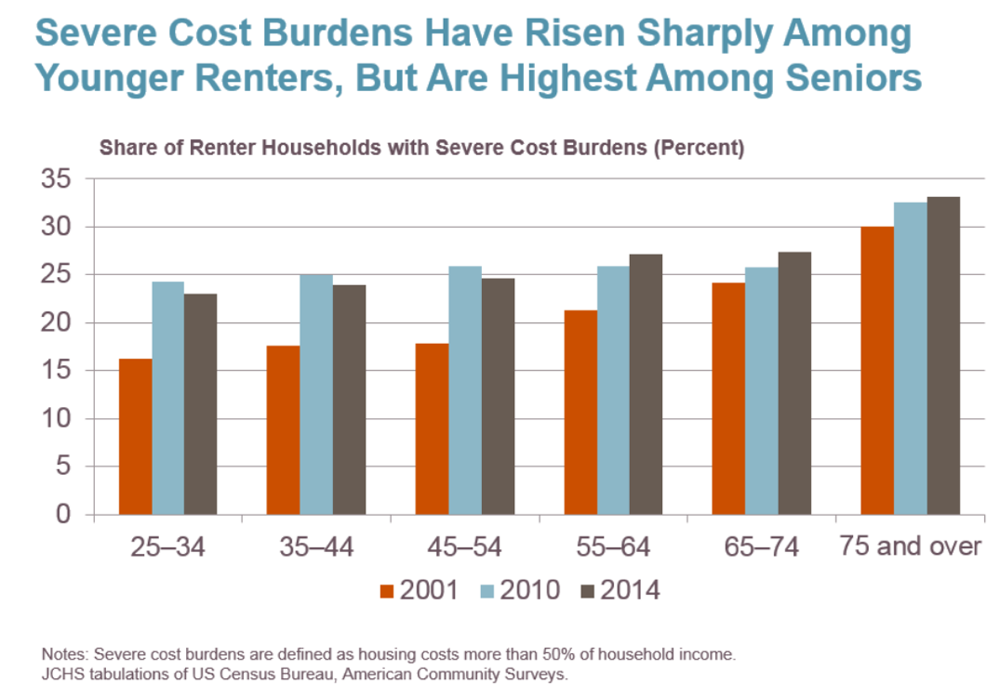 Severe Cost Burdens Have Risen Sharply Among
Younger Renters, But Are Highest Among Seniors
Share of Renter Households with Severe Cost Burdens (Percent)
35
30
25
20
15
10
5
0
25–34 35–44 45–54 55–64 65–74 75 and over
2001 2010 2014
Notes: Severe cost burdens are defined as housing costs more than 50% of household income.
JCHS tabulations of US Census Bureau, American Community Surveys.